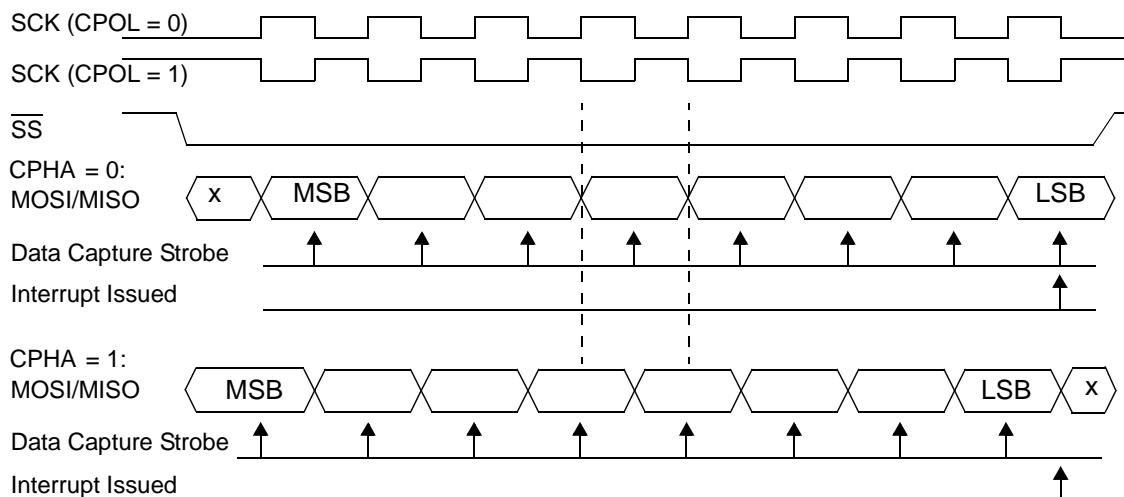 SCK (CPOL = 0)
SCK (CPOL = 1)
SS
CPHA = 0:
MOSI/MISO
x
MSB
LSB
Data Capture Strobe
Interrupt Issued
CPHA = 1:
MOSI/MISO
MSB
LSB
x
Data Capture Strobe
Interrupt Issued